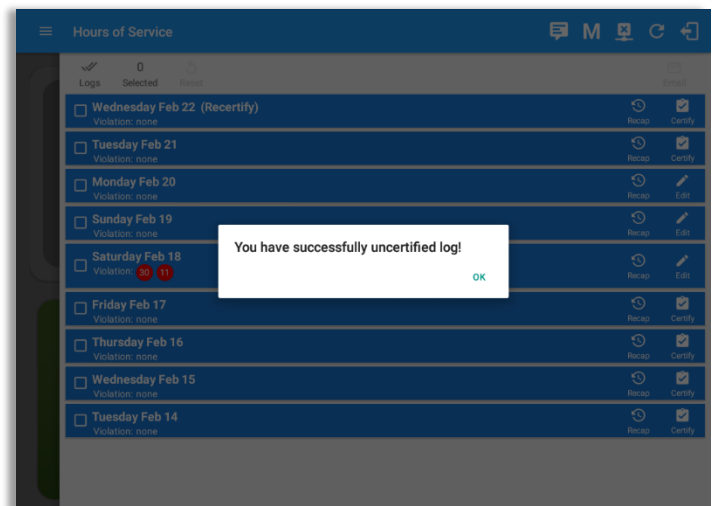 Hours of Service
M
0
Logs Selected Reset Email
Wednesday Feb 22 (Recertify)
Violation: none
Recap Certify
Tuesday Feb 21
Violation: none
Recap Certify
Monday Feb 20
Violation: none
Recap Edit
Sunday Feb 19
Violation: none
Recap Edit
Saturday Feb 18
Violation: 30 11
Recap Edit
You have successfully uncertified log!
OK
Friday Feb 17
Violation: none
Recap Certify
Thursday Feb 16
Violation: none
Recap Certify
Wednesday Feb 15
Violation: none
Recap Certify
Tuesday Feb 14
Violation: none
Recap Certify